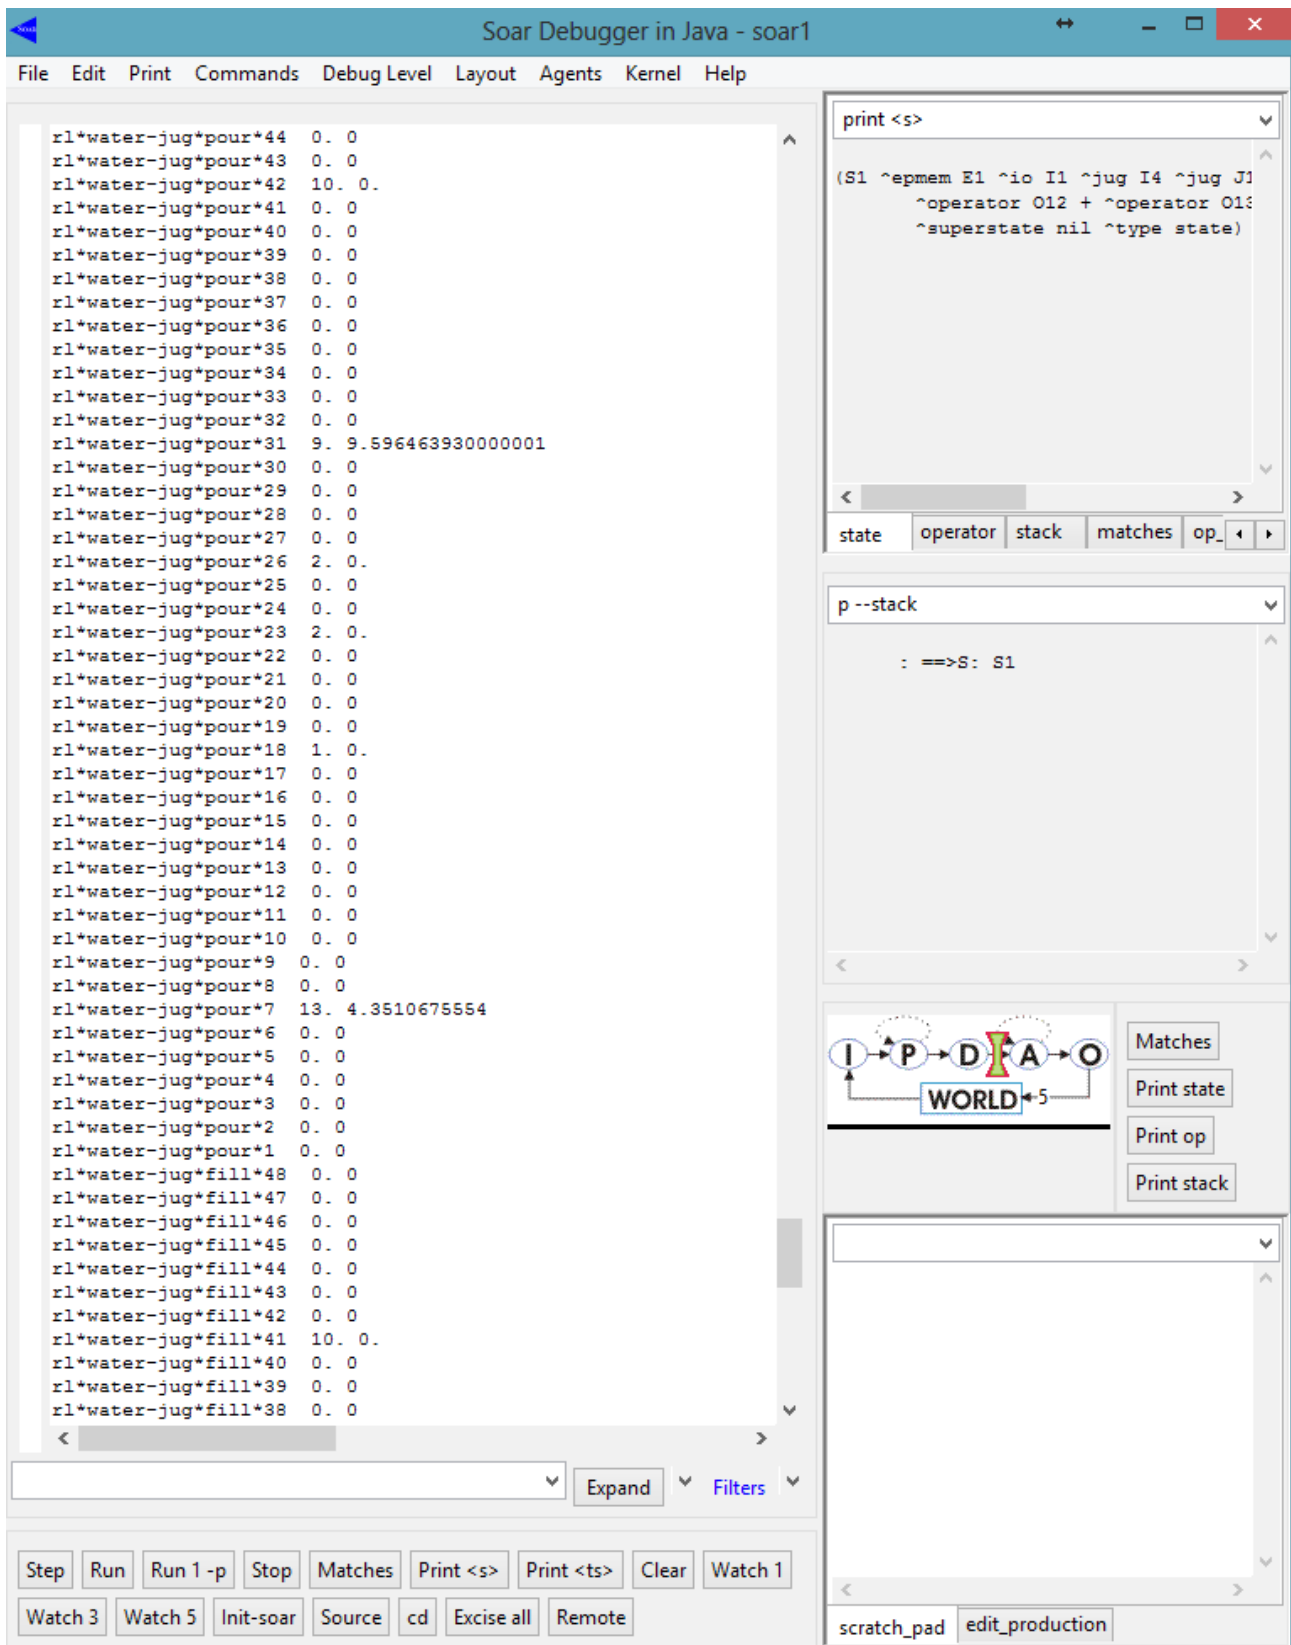 Soar Debugger in Java - soar1
File Edit Print Commands Debug Level Layout Agents Kernel Help
rl*water-jug*pour*44 0. 0
rl*water-jug*pour*43 0. 0
rl*water-jug*pour*42 10. 0.
rl*water-jug*pour*41 0. 0
rl*water-jug*pour*40 0. 0
rl*water-jug*pour*39 0. 0
rl*water-jug*pour*38 0. 0
rl*water-jug*pour*37 0. 0
rl*water-jug*pour*36 0. 0
rl*water-jug*pour*35 0. 0
rl*water-jug*pour*34 0. 0
rl*water-jug*pour*33 0. 0
rl*water-jug*pour*32 0. 0
rl*water-jug*pour*31 9. 9.596463930000001
rl*water-jug*pour*30 0. 0
rl*water-jug*pour*29 0. 0
rl*water-jug*pour*28 0. 0
rl*water-jug*pour*27 0. 0
rl*water-jug*pour*26 2. 0.
rl*water-jug*pour*25 0. 0
rl*water-jug*pour*24 0. 0
rl*water-jug*pour*23 2. 0.
rl*water-jug*pour*22 0. 0
rl*water-jug*pour*21 0. 0
rl*water-jug*pour*20 0. 0
rl*water-jug*pour*19 0. 0
rl*water-jug*pour*18 1. 0.
rl*water-jug*pour*17 0. 0
rl*water-jug*pour*16 0. 0
rl*water-jug*pour*15 0. 0
rl*water-jug*pour*14 0. 0
rl*water-jug*pour*13 0. 0
rl*water-jug*pour*12 0. 0
rl*water-jug*pour*11 0. 0
rl*water-jug*pour*10 0. 0
rl*water-jug*pour*9 0. 0
rl*water-jug*pour*8 0. 0
rl*water-jug*pour*7 13. 4.3510675554
rl*water-jug*pour*6 0. 0
rl*water-jug*pour*5 0. 0
rl*water-jug*pour*4 0. 0
rl*water-jug*pour*3 0. 0
rl*water-jug*pour*2 0. 0
rl*water-jug*pour*1 0. 0
rl*water-jug*fill*48 0. 0
rl*water-jug*fill*47 0. 0
rl*water-jug*fill*46 0. 0
rl*water-jug*fill*45 0. 0
rl*water-jug*fill*44 0. 0
rl*water-jug*fill*43 0. 0
rl*water-jug*fill*42 0. 0
rl*water-jug*fill*41 10. 0.
rl*water-jug*fill*40 0. 0
rl*water-jug*fill*39 0. 0
rl*water-jug*fill*38 0. 0
Expand Filters
Step Run Run 1 -p Stop Matches Print <s> Print <ts> Clear Watch 1
Watch 3 Watch 5 Init-soar Source cd Excise all Remote
print <s>
(S1 ^epmem E1 ^io I1 ^jug I4 ^jug J1
^operator O12 + ^operator O13
^superstate nil ^type state)
state operator stack matches op_
p --stack
: ==>S: S1
I P D A O
WORLD 5
Matches
Print state
Print op
Print stack
scratch_pad edit_production